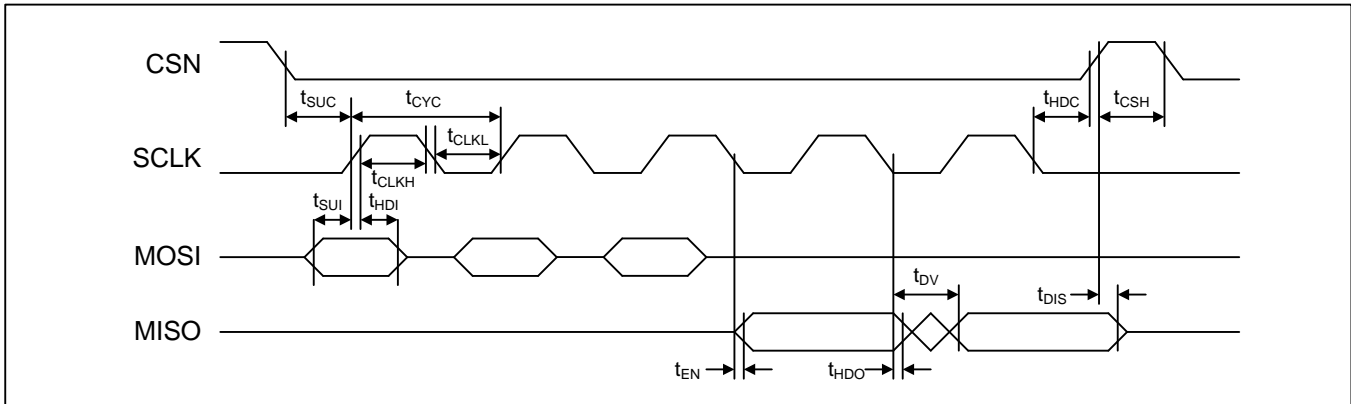 CSN
tSUC
tCYC
tHDC
tCSH
SCLK
tCLKL
tCLKH
tSUI
tHDI
MOSI
tDV
tDIS
MISO
tEN
tHDO